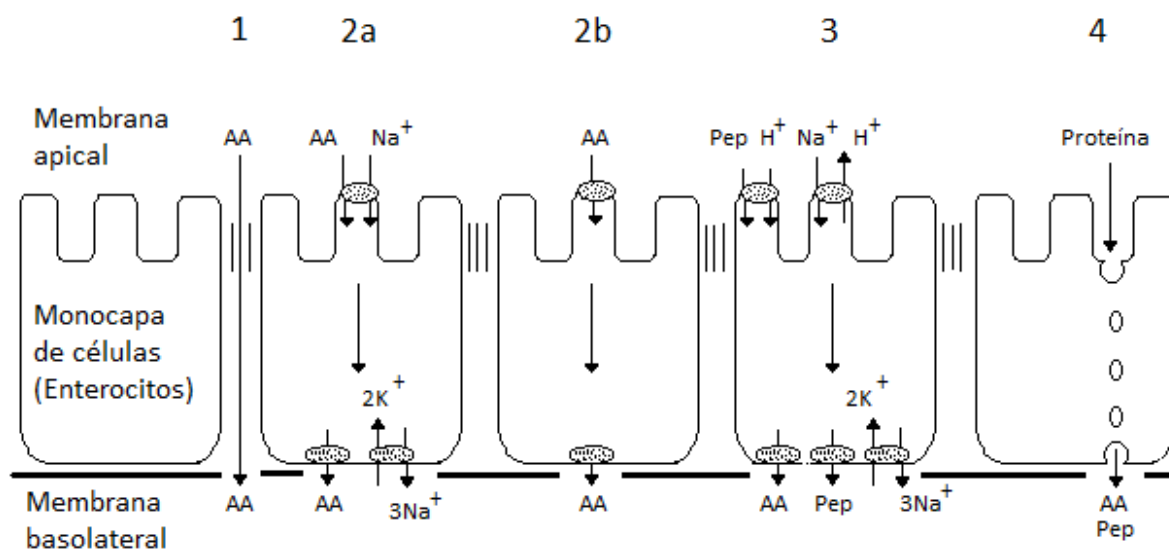 1 2a 2b 3 4
Membrana
apical
AA AA Na+ AA Pep H+ Na+ H+ Proteína
Monocapa
de células
(Enterocitos)
2K+ 2K+
Membrana
basolateral
AA AA 3Na+ AA AA Pep 3Na+ AA
Pep